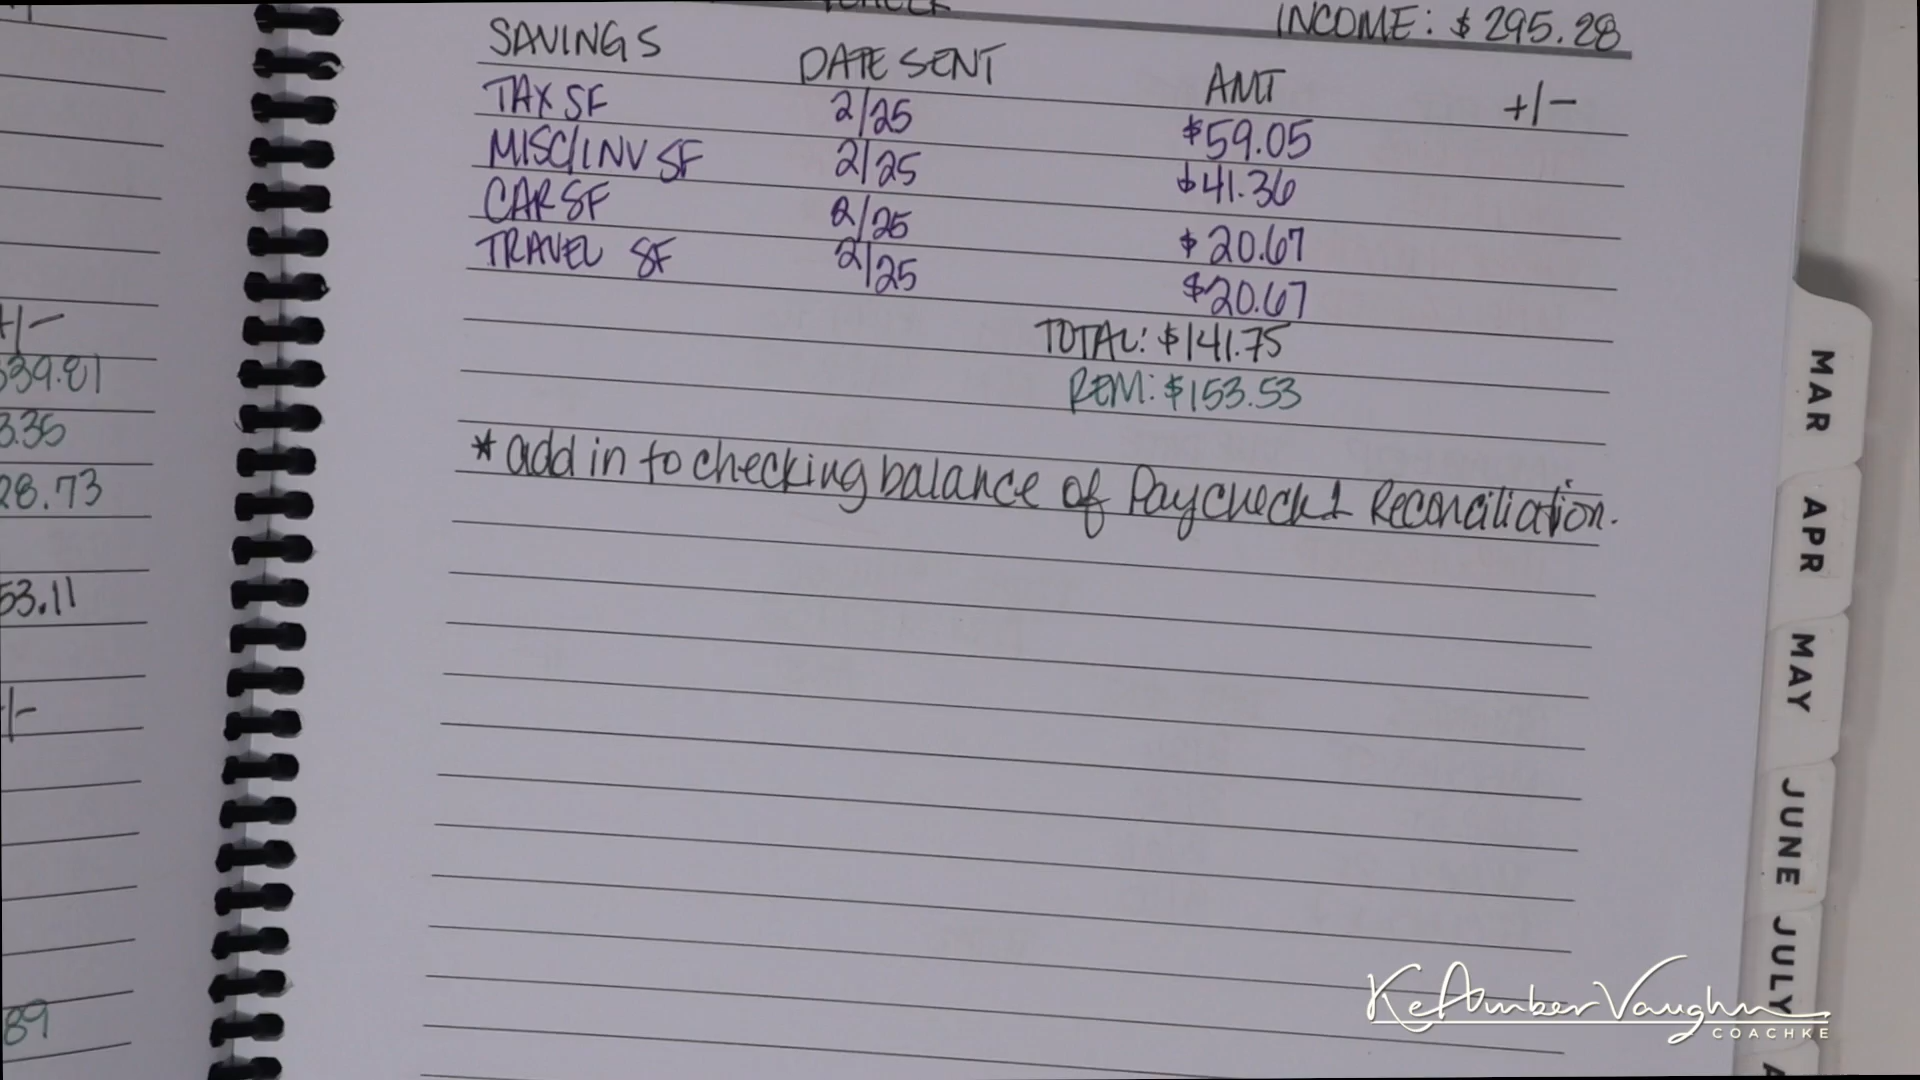 INCOME: $295.28
SAVINGS DATE SENT AMT +/-
TAX SF 2/25 $59.05
MISC/INV SF 2/25 $41.36
CAR SF 2/25 $20.67
TRAVEL SF 2/25 $20.67
TOTAL: $141.75
REM: $153.53
* add in to checking balance of Paycheck 1 Reconciliation.
+/-
39.81
3.35
28.73
53.11
/-
89
MAR
APR
MAY
JUNE
JULY
A
KeAmber Vaughn
COACHKE